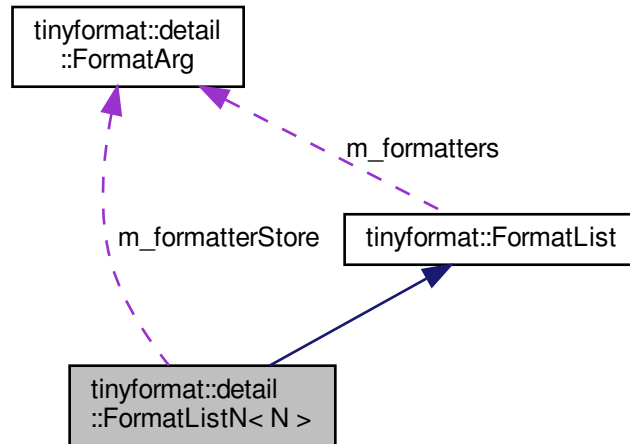 tinyformat::detail
::FormatArg
m_formatters
m_formatterStore
tinyformat::FormatList
tinyformat::detail
::FormatListN< N >